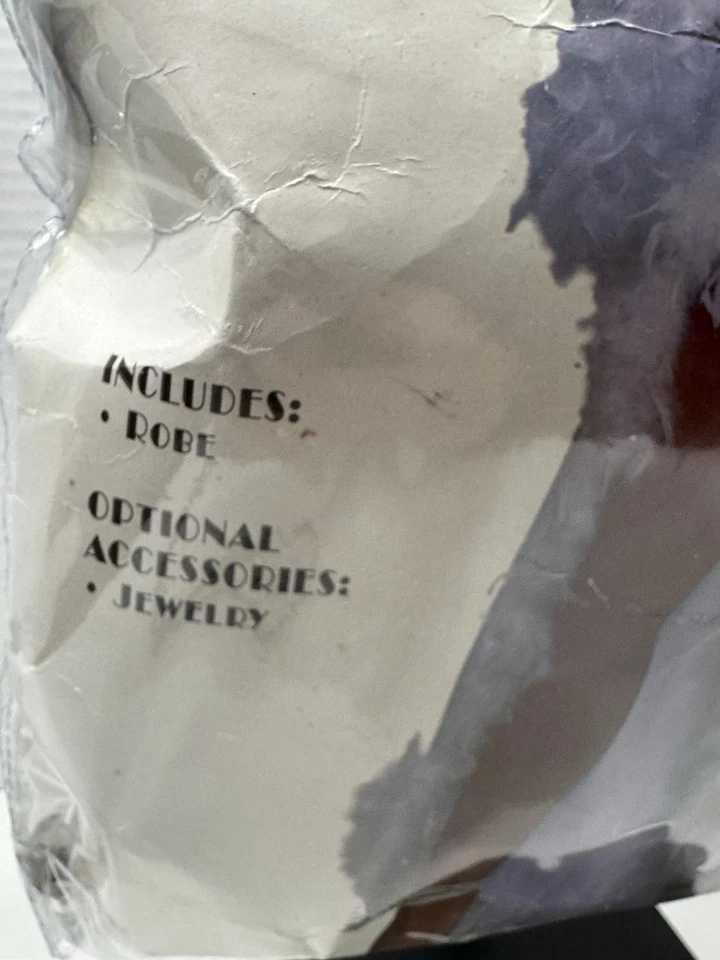 INCLUDES:
• ROBE
OPTIONAL
ACCESSORIES:
• JEWELRY